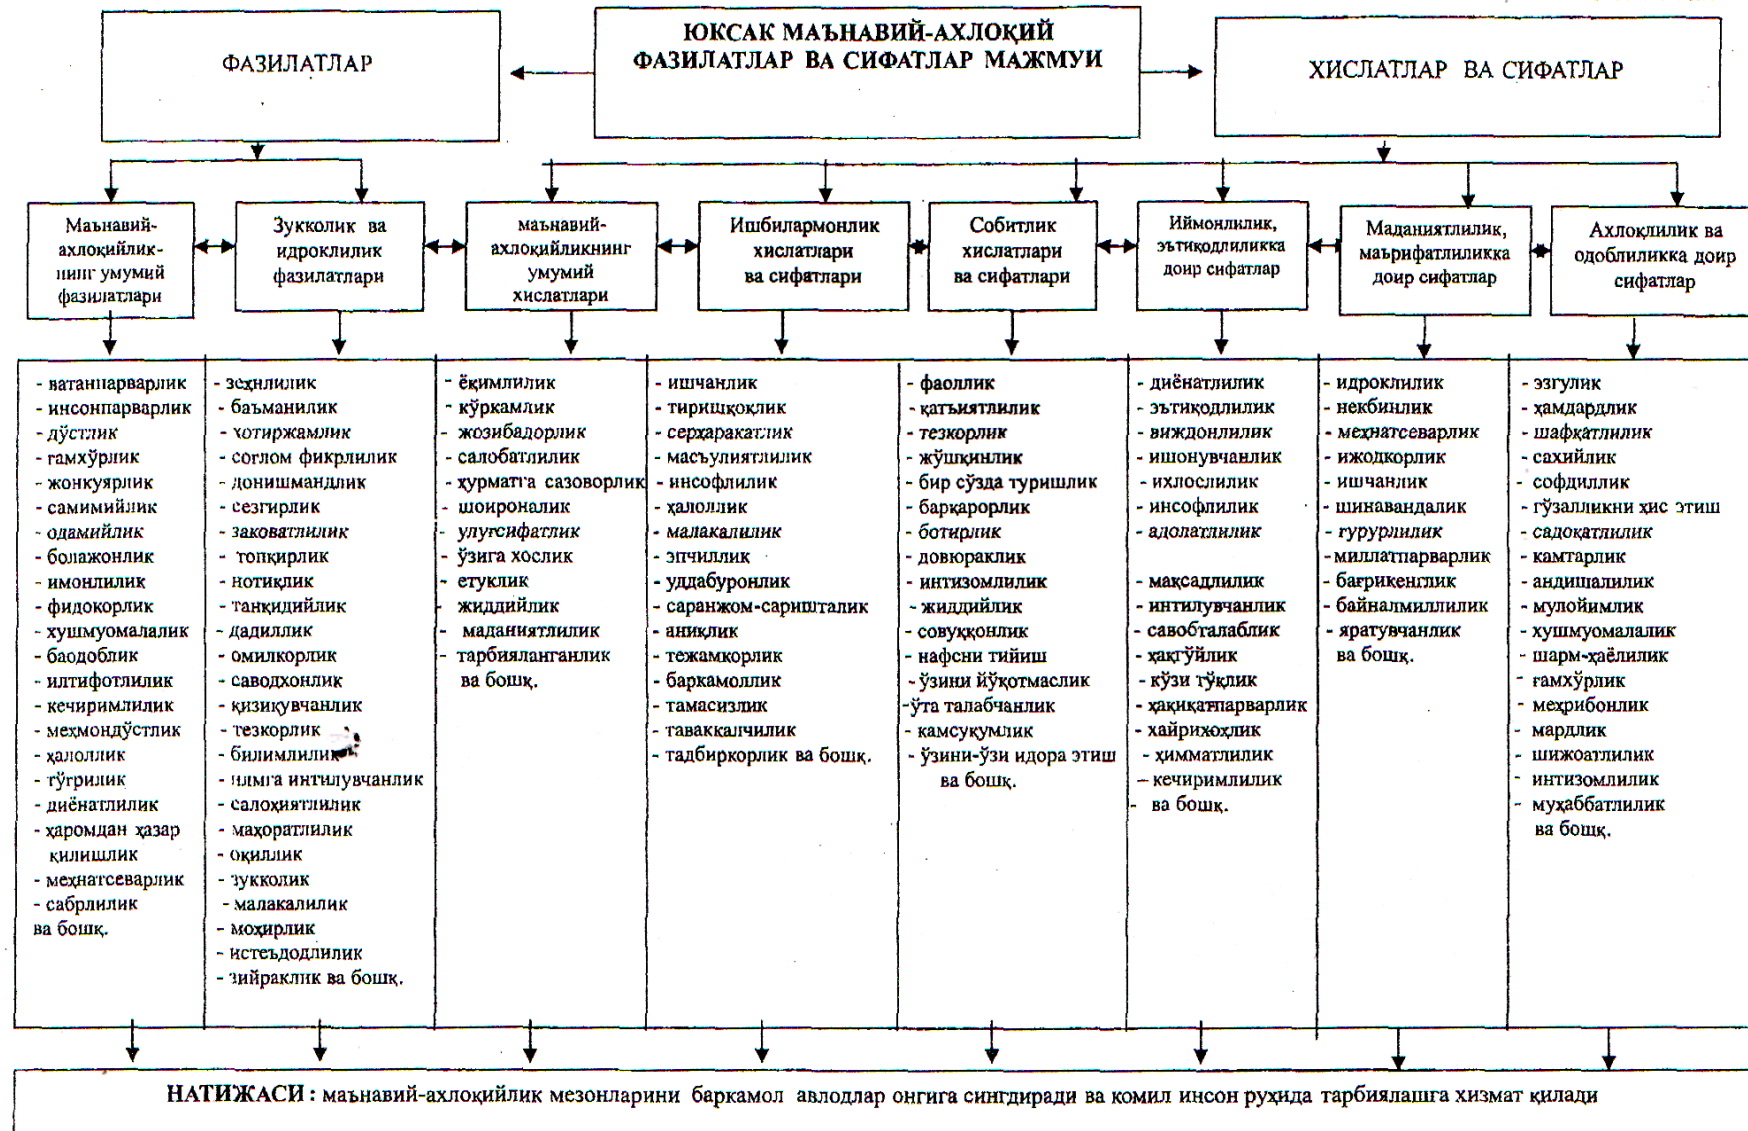 ЮКСАК МАЪНАВИЙ-АХЛОҚИЙ
ФАЗИЛАТЛАР ВА СИФАТЛАР МАЖМУИ
ФАЗИЛАТЛАР
ХИСЛАТЛАР ВА СИФАТЛАР
Маънавий-
ахлоқийлик-
нинг умумий
фазилатлари
Зукколик ва
идроклилик
фазилатлари
маънавий-
ахлоқийликнинг
умумий
хислатлари
Ишбилармонлик
хислатлари
ва сифатлари
Собитлик
хислатлари
ва сифатлари
Иймонлилик,
эътиқодлиликка
доир сифатлар
Маданиятлилик,
маърифатлиликка
доир сифатлар
Ахлоқлилик ва
одоблиликка доир
сифатлар
- ватанпарварлик
- инсонпарварлик
- дўстлик
- ғамхўрлик
- жонкуярлик
- самимийлик
- одамийлик
- болажонлик
- имонлилик
- фидокорлик
- хушмуомалалик
- баодоблик
- илтифотлилик
- кечиримлилик
- меҳмондўстлик
- ҳалоллик
- тўғрилик
- диёнатлилик
- ҳаромдан ҳазар
қилишлик
- меҳнатсеварлик
- сабрлилик
ва бошқ.
- зеҳнлилик
- баъманилик
- хотиржамлик
- соғлом фикрлилик
- донишмандлик
- сезгирлик
- заковатлилик
- топқирлик
- нотиқлик
- танқидийлик
- дадиллик
- омилкорлик
- саводхонлик
- қизиқувчанлик
- тезкорлик
- билимлилик
- илмга интилувчанлик
- салоҳиятлилик
- маҳоратлилик
- оқиллик
- зукколик
- малакалилик
- моҳирлик
- истеъдодлилик
- зийраклик ва бошқ.
- ёқимлилик
- кўркамлик
- жозибадорлик
- салобатлилик
- ҳурматга сазоворлик
- шоироналик
- улуғсифатлик
- ўзига хослик
- етуклик
- жиддийлик
- маданиятлилик
- тарбияланганлик
ва бошқ.
- ишчанлик
- тиришқоқлик
- серҳаракатлик
- масъулиятлилик
- инсофлилик
- ҳалоллик
- малакалилик
- эпчиллик
- уддабуронлик
- саранжом-саришталик
- аниқлик
- тежамкорлик
- баркамоллик
- тамасизлик
- таваккалчилик
- тадбиркорлик ва бошқ.
- фаоллик
- қатъиятлилик
- тезкорлик
- жўшқинлик
- бир сўзда туришлик
- барқарорлик
- ботирлик
- довюраклик
- интизомлилик
- жиддийлик
- совуққонлик
- нафсни тийиш
- ўзини йўқотмаслик
- ўта талабчанлик
- камсуқумлик
- ўзини-ўзи идора этиш
ва бошқ.
- диёнатлилик
- эътиқодлилик
- виждонлилик
- ишонувчанлик
- ихлослилик
- инсофлилик
- адолатлилик
- мақсадлилик
- интилувчанлик
- савобталаблик
- ҳақгўйлик
- кўзи тўқлик
- ҳақиқатпарварлик
- хайрихоҳлик
- ҳимматлилик
- кечиримлилик
- ва бошқ.
- идроклилик
- некбинлик
- меҳнатсеварлик
- ижодкорлик
- ишчанлик
- шинавандалик
- ғурурлилик
- миллатпарварлик
- бағрикенглик
- байналмиллилик
- яратувчанлик
ва бошқ.
- эзгулик
- ҳамдардлик
- шафқатлилик
- сахийлик
- софдиллик
- гўзалликни ҳис этиш
- садоқатлилик
- камтарлик
- андишалилик
- мулойимлик
- хушмуомалалик
- шарм-ҳаёлилик
- ғамхўрлик
- меҳрибонлик
- мардлик
- шижоатлилик
- интизомлилик
- муҳаббатлилик
ва бошқ.
НАТИЖАСИ : маънавий-ахлоқийлик мезонларини баркамол авлодлар онгига сингдиради ва комил инсон руҳида тарбиялашга хизмат қилади